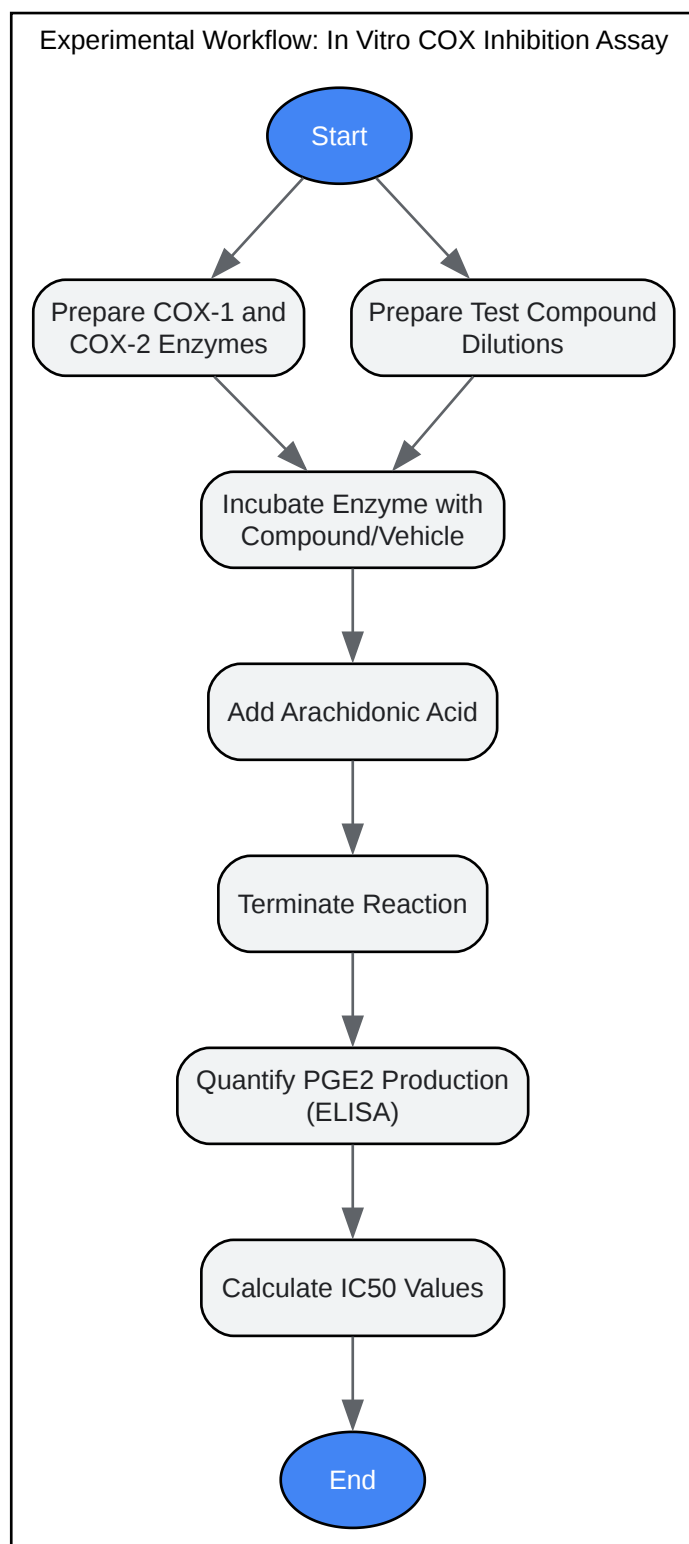 Experimental Workflow: In Vitro COX Inhibition Assay
Start
Prepare COX-1 and
COX-2 Enzymes
Prepare Test Compound
Dilutions
Incubate Enzyme with
Compound/Vehicle
Add Arachidonic Acid
Terminate Reaction
Quantify PGE2 Production
(ELISA)
Calculate IC50 Values
End